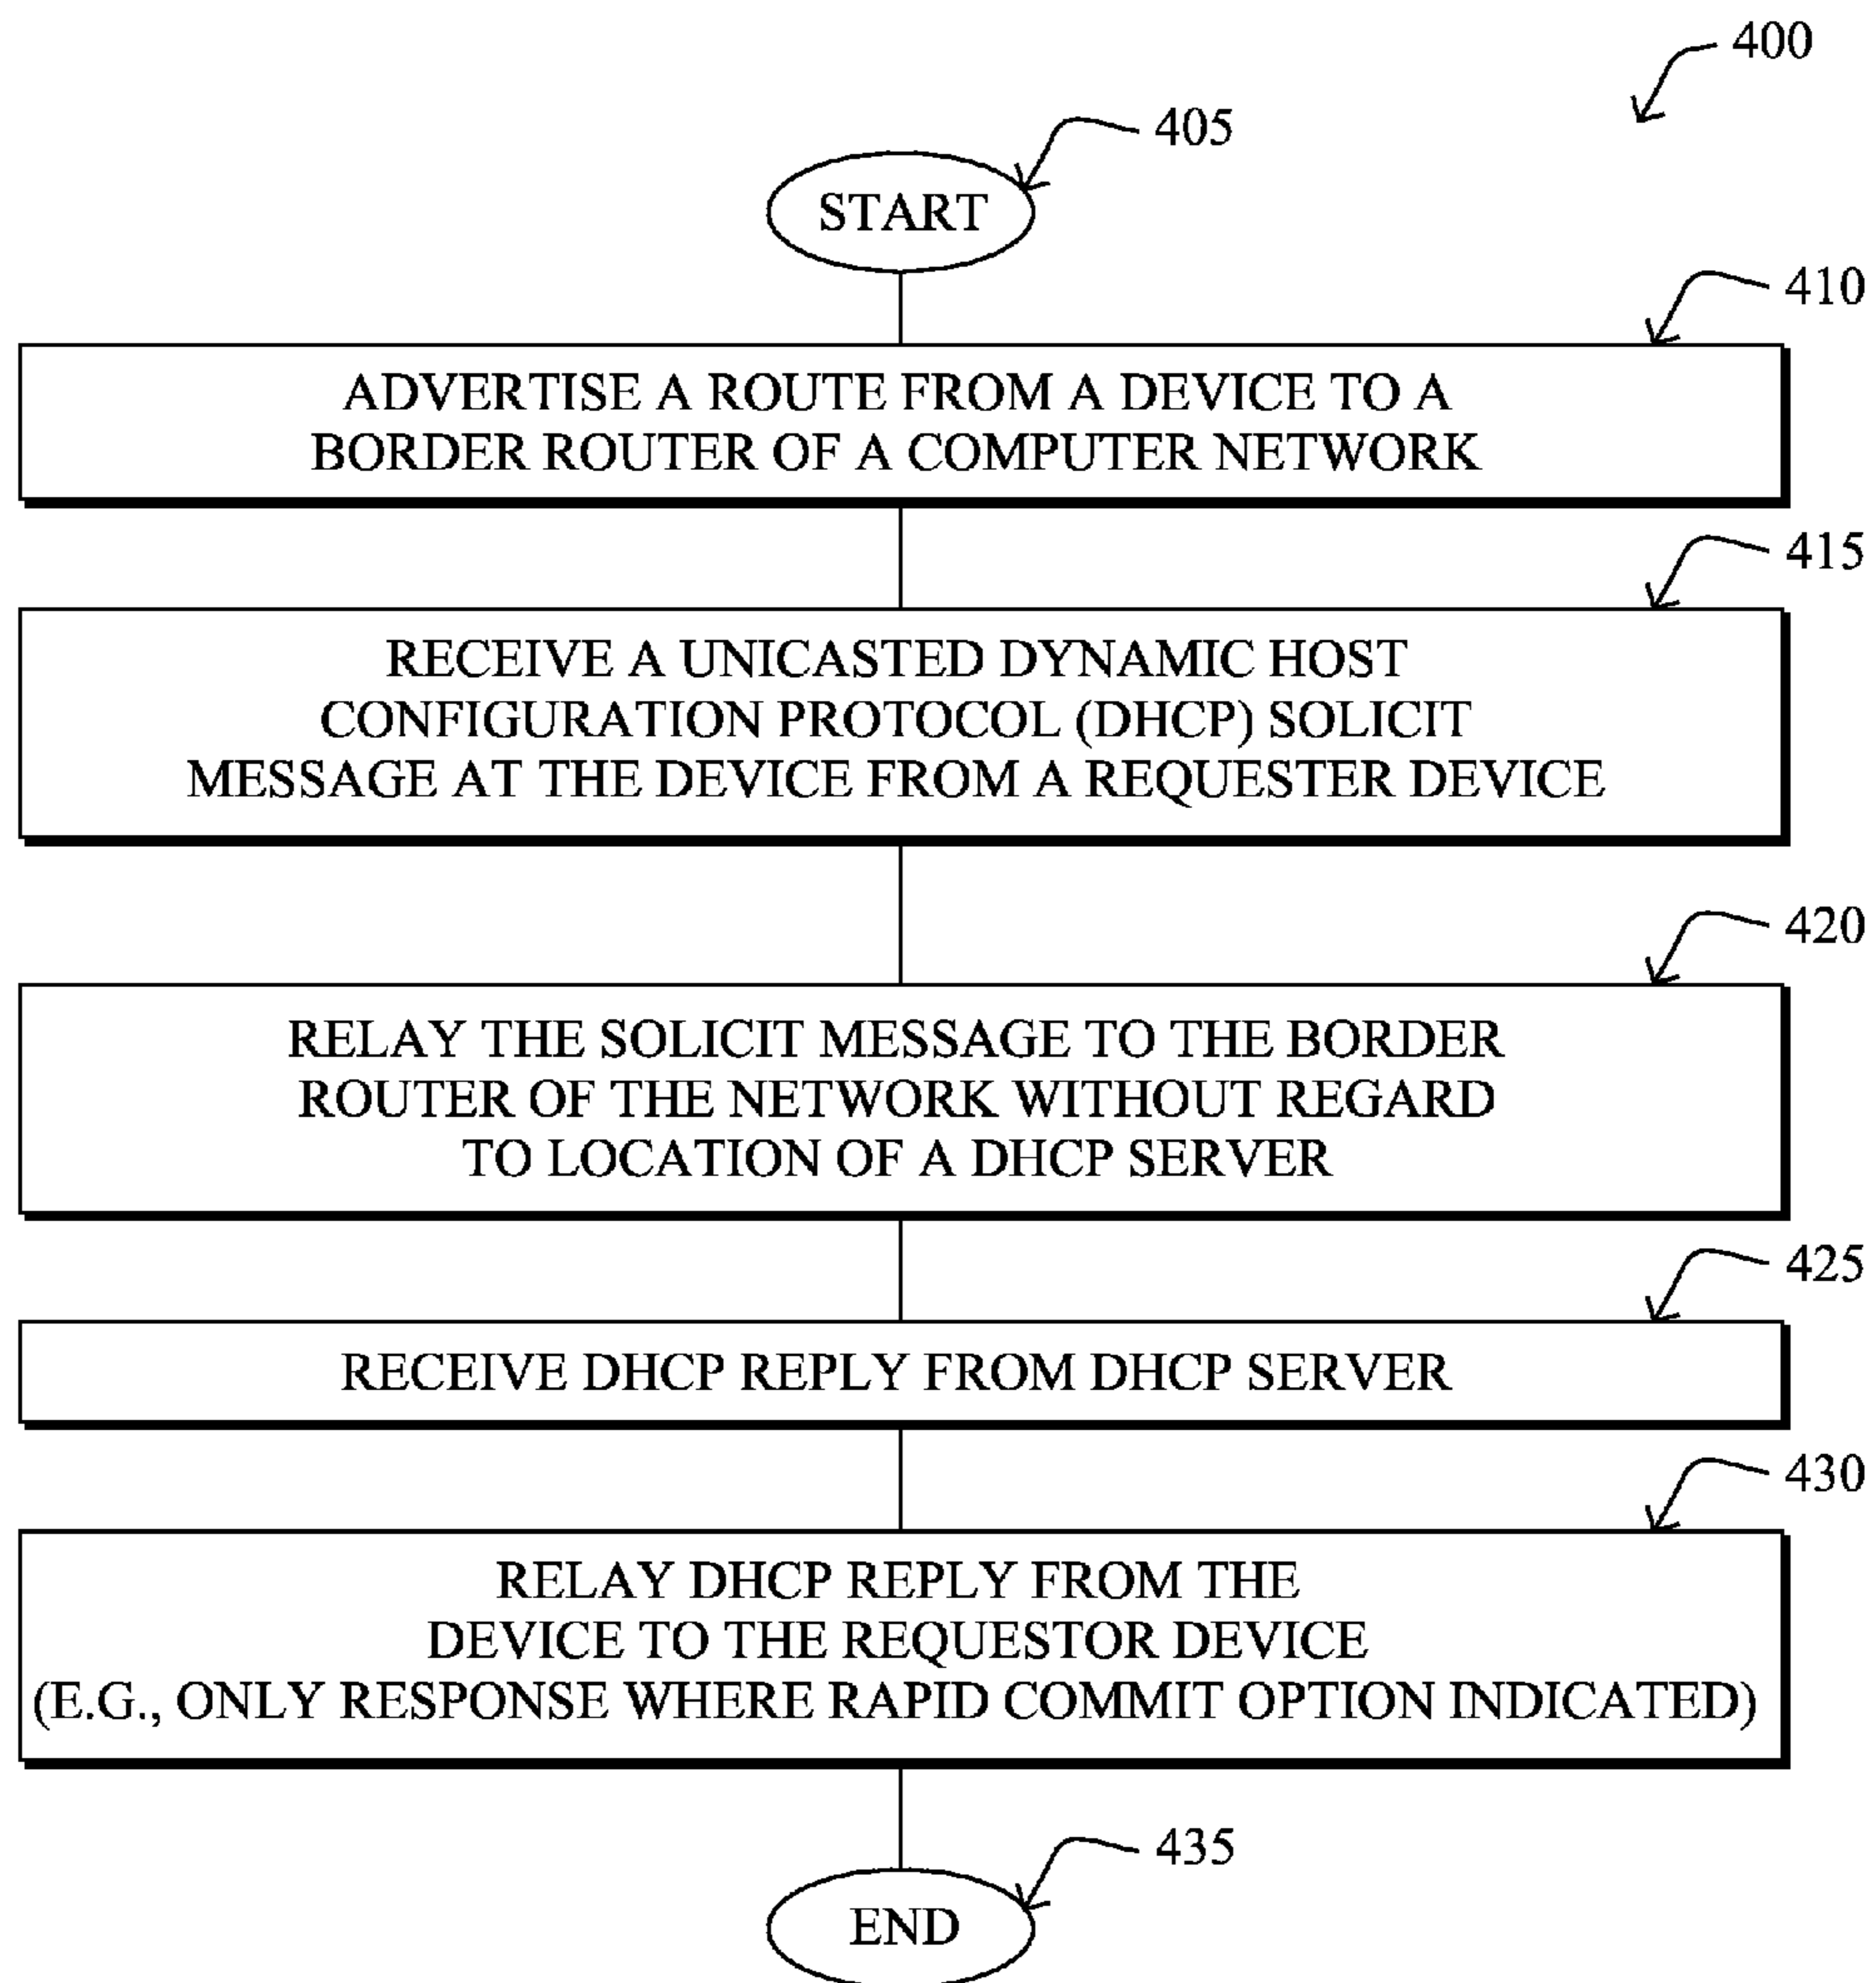 400
405
START
410
ADVERTISE A ROUTE FROM A DEVICE TO A
BORDER ROUTER OF A COMPUTER NETWORK
415
RECEIVE A UNICASTED DYNAMIC HOST
CONFIGURATION PROTOCOL (DHCP) SOLICIT
MESSAGE AT THE DEVICE FROM A REQUESTER DEVICE
420
RELAY THE SOLICIT MESSAGE TO THE BORDER
ROUTER OF THE NETWORK WITHOUT REGARD
TO LOCATION OF A DHCP SERVER
425
RECEIVE DHCP REPLY FROM DHCP SERVER
430
RELAY DHCP REPLY FROM THE
DEVICE TO THE REQUESTOR DEVICE
(E.G., ONLY RESPONSE WHERE RAPID COMMIT OPTION INDICATED)
435
END